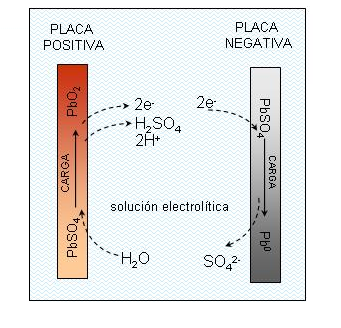 PLACA
POSITIVA
PLACA
NEGATIVA
PbO₂
CARGA
PbSO₄
2e⁻
H₂SO₄
2H⁺
2e⁻
PbSO₄
CARGA
Pb⁰
solución electrolítica
H₂O
SO₄²⁻